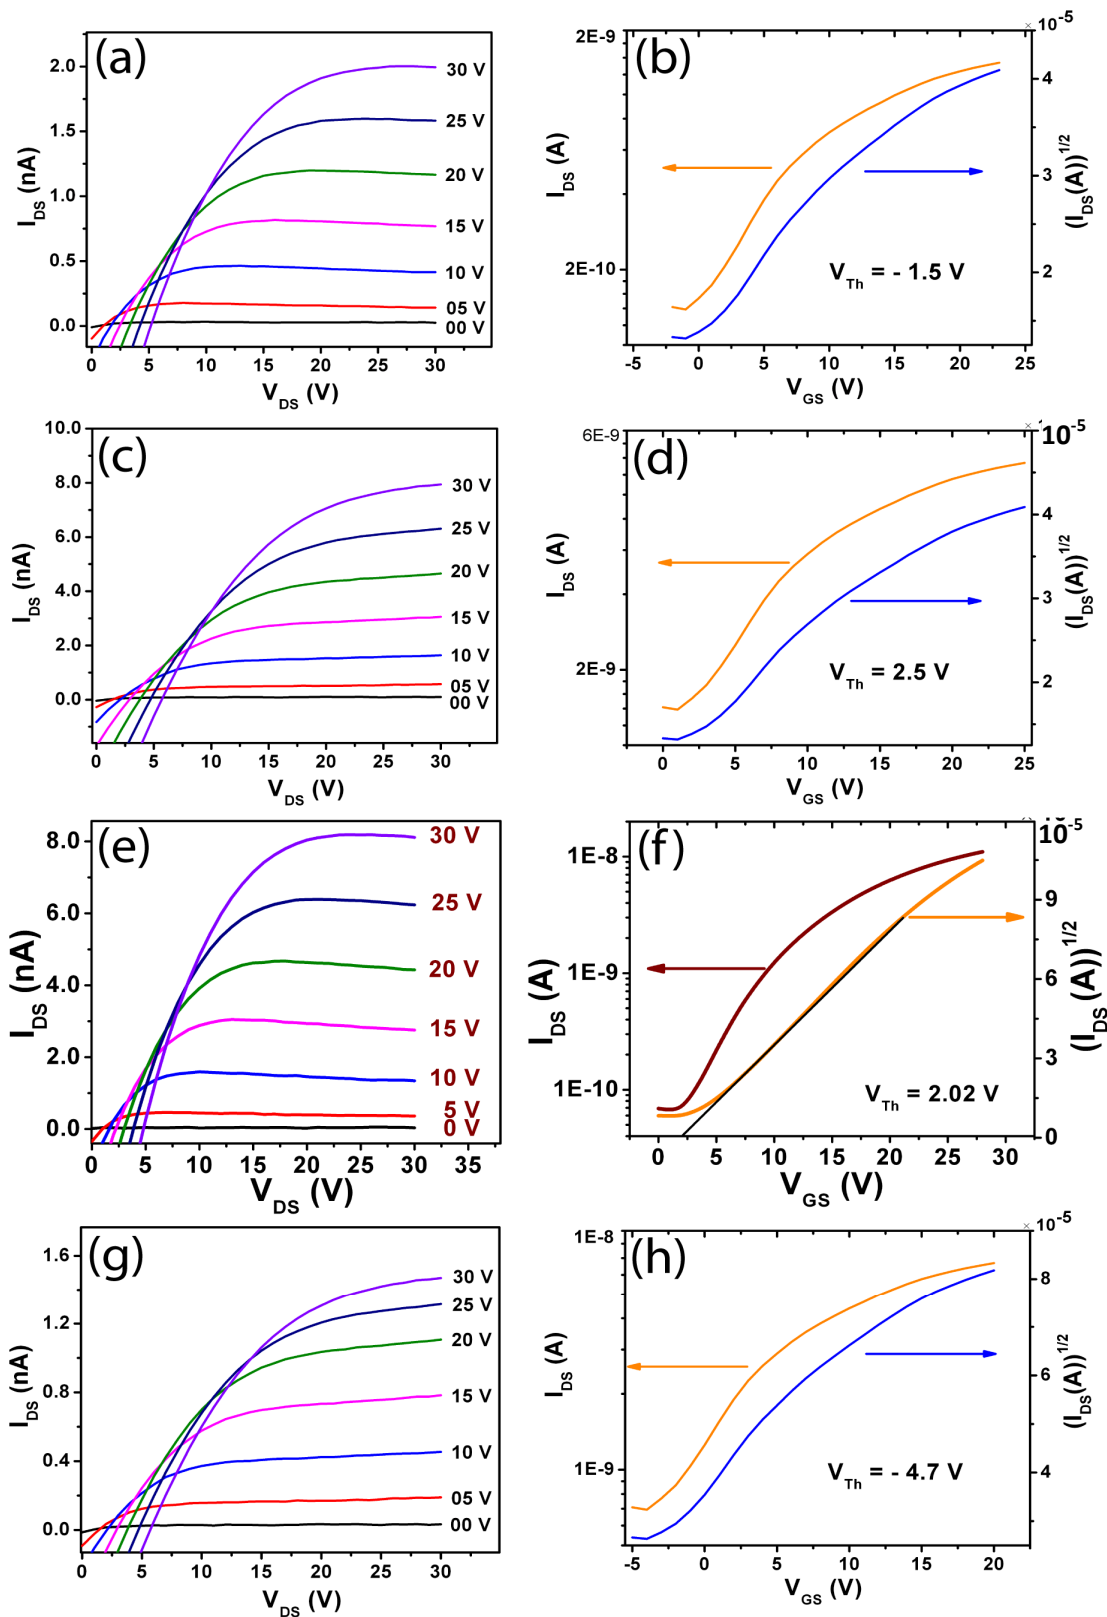 (a)
I_DS (nA)
2.0
1.5
1.0
0.5
0.0
30 V
25 V
20 V
15 V
10 V
05 V
00 V
0 5 10 15 20 25 30
V_DS (V)
(b)
× 10^-5
2E-9
2E-10
I_DS (A)
4
3
2
(I_DS(A))^1/2
V_Th = - 1.5 V
-5 0 5 10 15 20 25
V_GS (V)
(c)
I_DS (nA)
10.0
8.0
6.0
4.0
2.0
0.0
30 V
25 V
20 V
15 V
10 V
05 V
00 V
0 5 10 15 20 25 30 35
V_DS (V)
(d)
10^-5
6E-9
2E-9
I_DS (A)
4
3
2
(I_DS(A))^1/2
V_Th = 2.5 V
0 5 10 15 20 25
V_GS (V)
(e)
I_DS (nA)
8.0
6.0
4.0
2.0
0.0
30 V
25 V
20 V
15 V
10 V
5 V
0 V
0 5 10 15 20 25 30 35
V_DS (V)
(f)
10^-5
1E-8
1E-9
1E-10
I_DS (A)
9
6
3
0
(I_DS(A))^1/2
V_Th = 2.02 V
0 5 10 15 20 25 30
V_GS (V)
(g)
I_DS (nA)
1.6
1.2
0.8
0.4
0.0
30 V
25 V
20 V
15 V
10 V
05 V
00 V
0 5 10 15 20 25 30 35
V_DS (V)
(h)
× 10^-5
1E-8
1E-9
I_DS (A)
8
6
4
(I_DS(A))^1/2
V_Th = - 4.7 V
-5 0 5 10 15 20
V_GS (V)